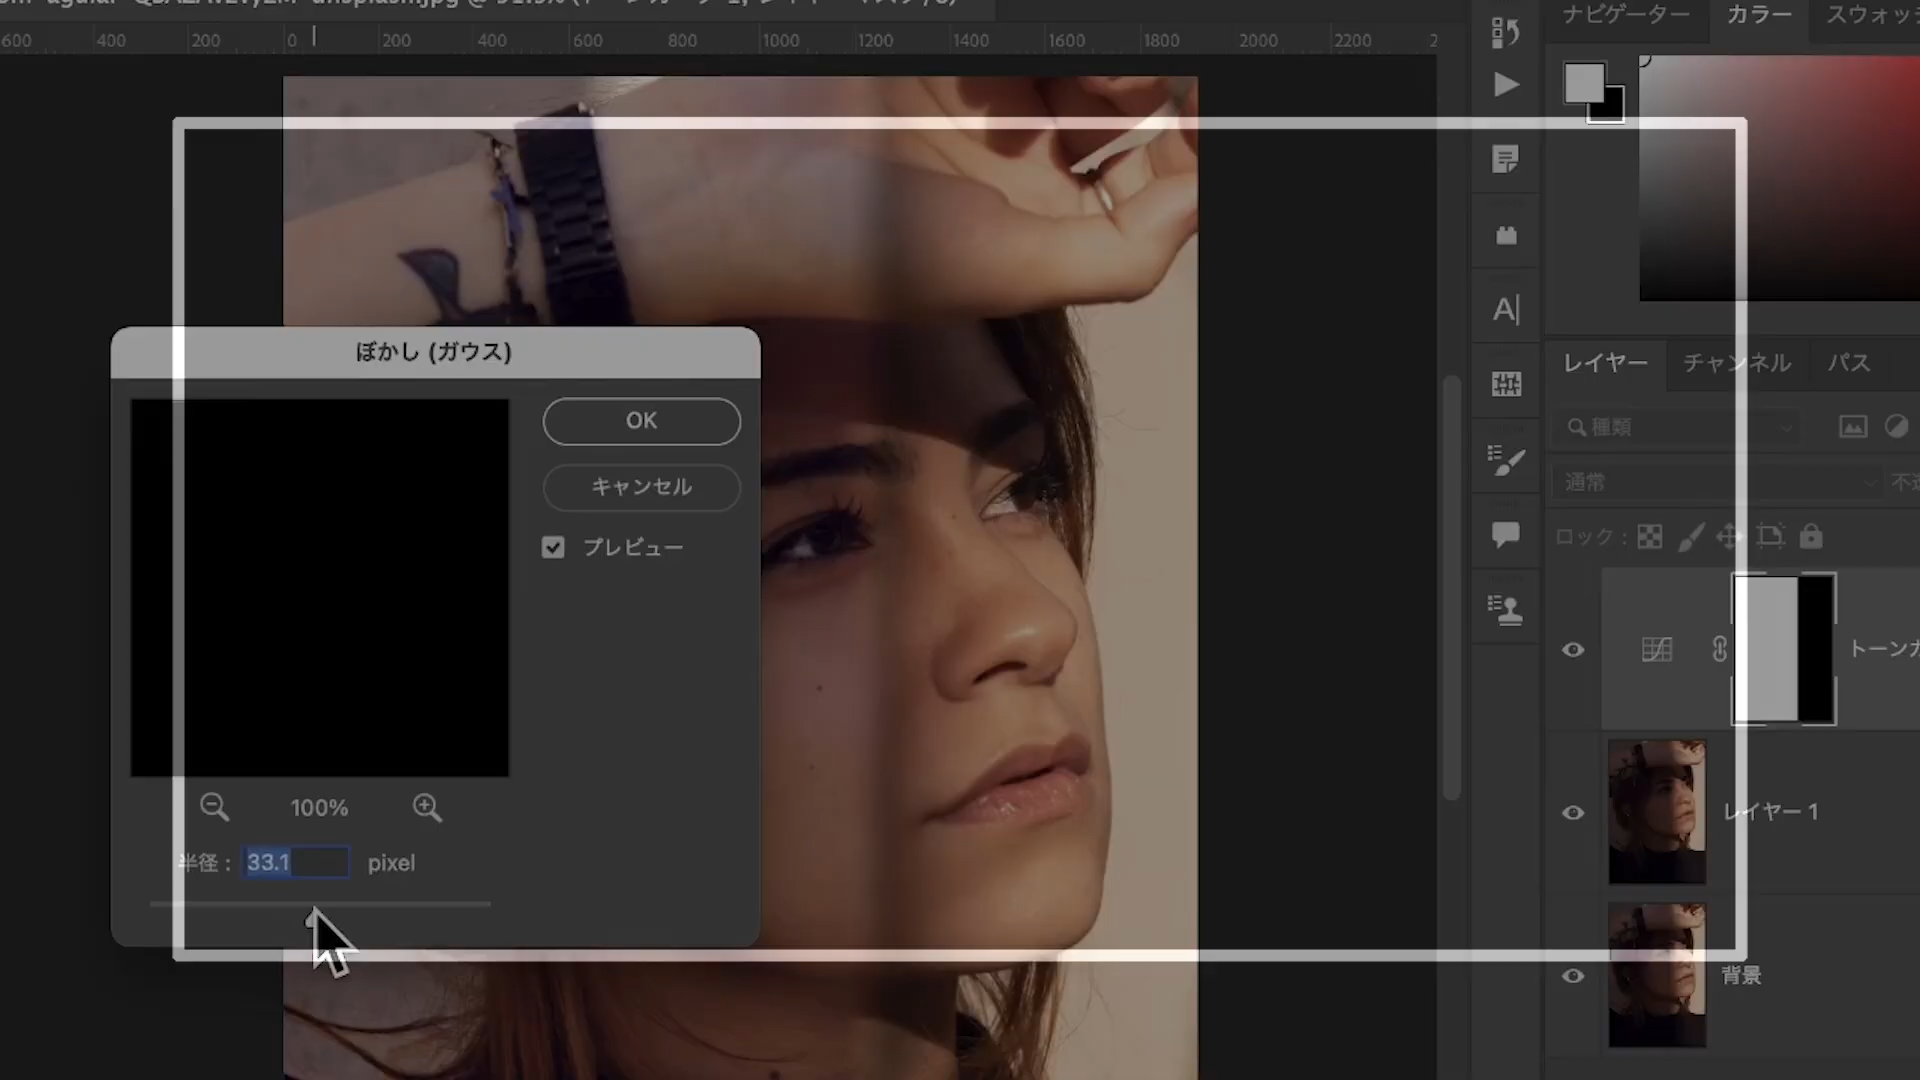 600 400 200 0 200 400 600 800 1000 1200 1400 1600 1800 2000 2200 2
ナビゲーター カラー スウォッチ
ぼかし (ガウス)
OK
キャンセル
プレビュー
100%
半径 : 33.1 pixel
レイヤー チャンネル パス
種類
通常 不透
ロック :
トーンカ
レイヤー 1
背景